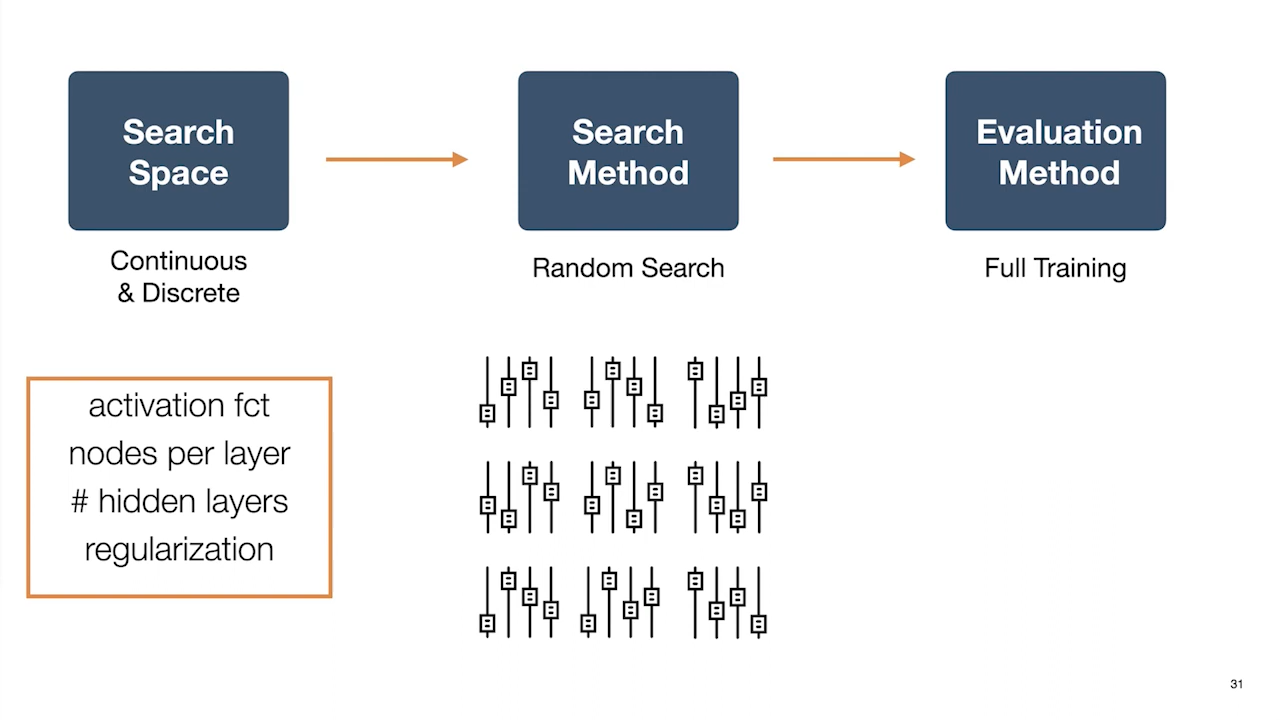 Search
Space
Search
Method
Evaluation
Method
Continuous
& Discrete
Random Search
Full Training
activation fct
nodes per layer
# hidden layers
regularization
31